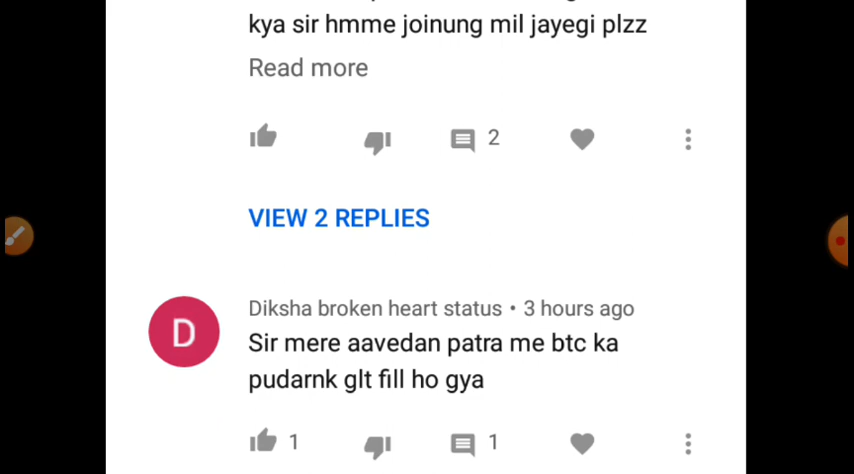 kya sir hmme joinung mil jayegi plzz
Read more
2
VIEW 2 REPLIES
Diksha broken heart status • 3 hours ago
D
Sir mere aavedan patra me btc ka
pudarnk glt fill ho gya
1 1